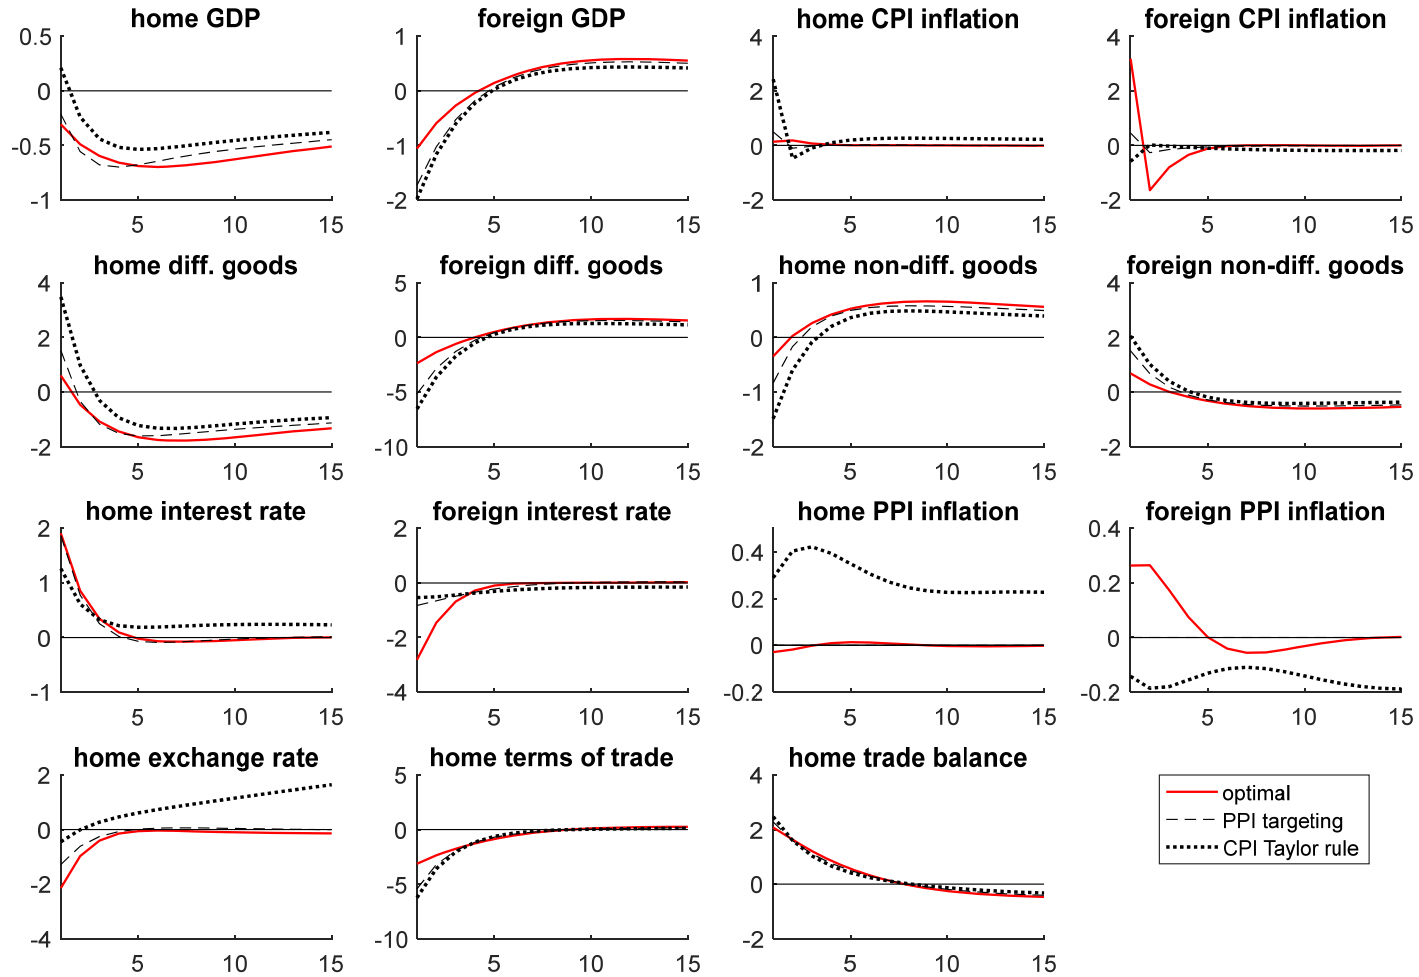 home GDP
0.5
0
-0.5
-1
5 10 15
foreign GDP
1
0
-1
-2
5 10 15
home CPI inflation
4
2
0
2
5 10 15
foreign CPI inflation
4
2
0
-2
5 10 15
home diff. goods
4
2
0
-2
5 10 15
foreign diff. goods
5
0
-5
-10
5 10 15
home non-diff. goods
1
0
-1
-2
5 10 15
foreign non-diff. goods
4
2
0
-2
5 10 15
home interest rate
2
1
0
-1
5 10 15
foreign interest rate
2
0
-2
-4
5 10 15
home PPI inflation
0.4
0.2
0
-0.2
5 10 15
foreign PPI inflation
0.4
0.2
0
-0.2
5 10 15
home exchange rate
2
0
-2
-4
5 10 15
home terms of trade
5
0
-5
-10
5 10 15
home trade balance
4
2
0
-2
5 10 15
optimal
PPI targeting
CPI Taylor rule